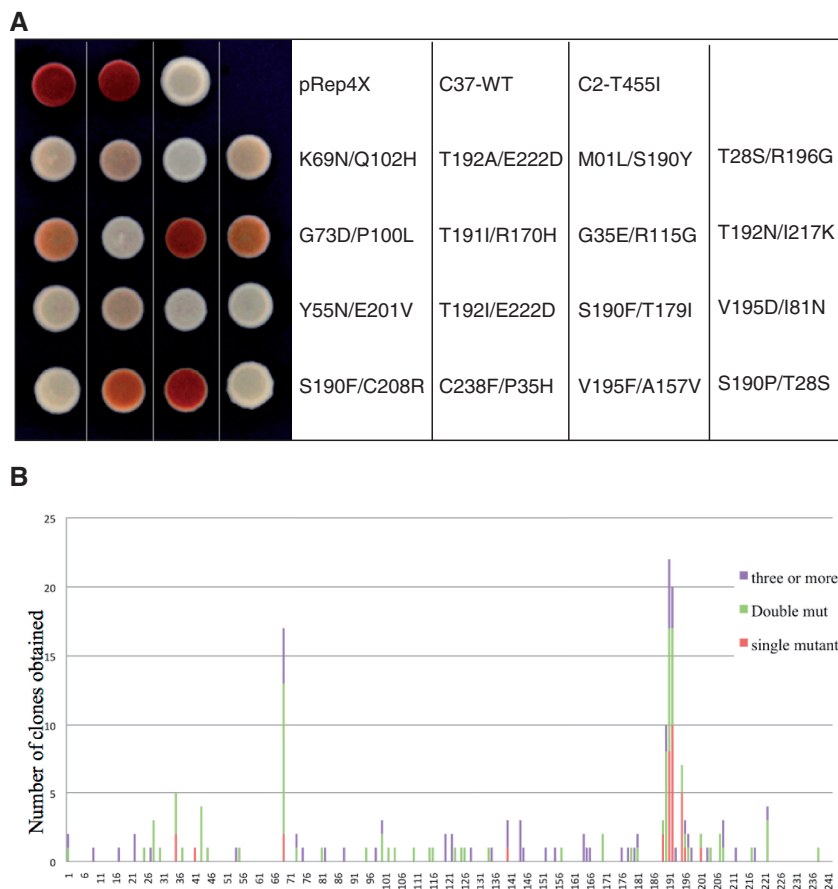 A
pRep4X C37-WT C2-T455I
K69N/Q102H T192A/E222D M01L/S190Y T28S/R196G
G73D/P100L T191I/R170H G35E/R115G T192N/I217K
Y55N/E201V T192I/E222D S190F/T179I V195D/I81N
S190F/C208R C238F/P35H V195F/A157V S190P/T28S
B
25
20
15
10
5
0
Number of clones obtained
three or more
Double mut
single mutant
1 6 11 16 21 26 31 36 41 46 51 56 61 66 71 76 81 86 91 96 101 106 111 116 121 126 131 136 141 146 151 156 161 166 171 176 181 186 191 196 201 206 211 216 221 226 231 236 241